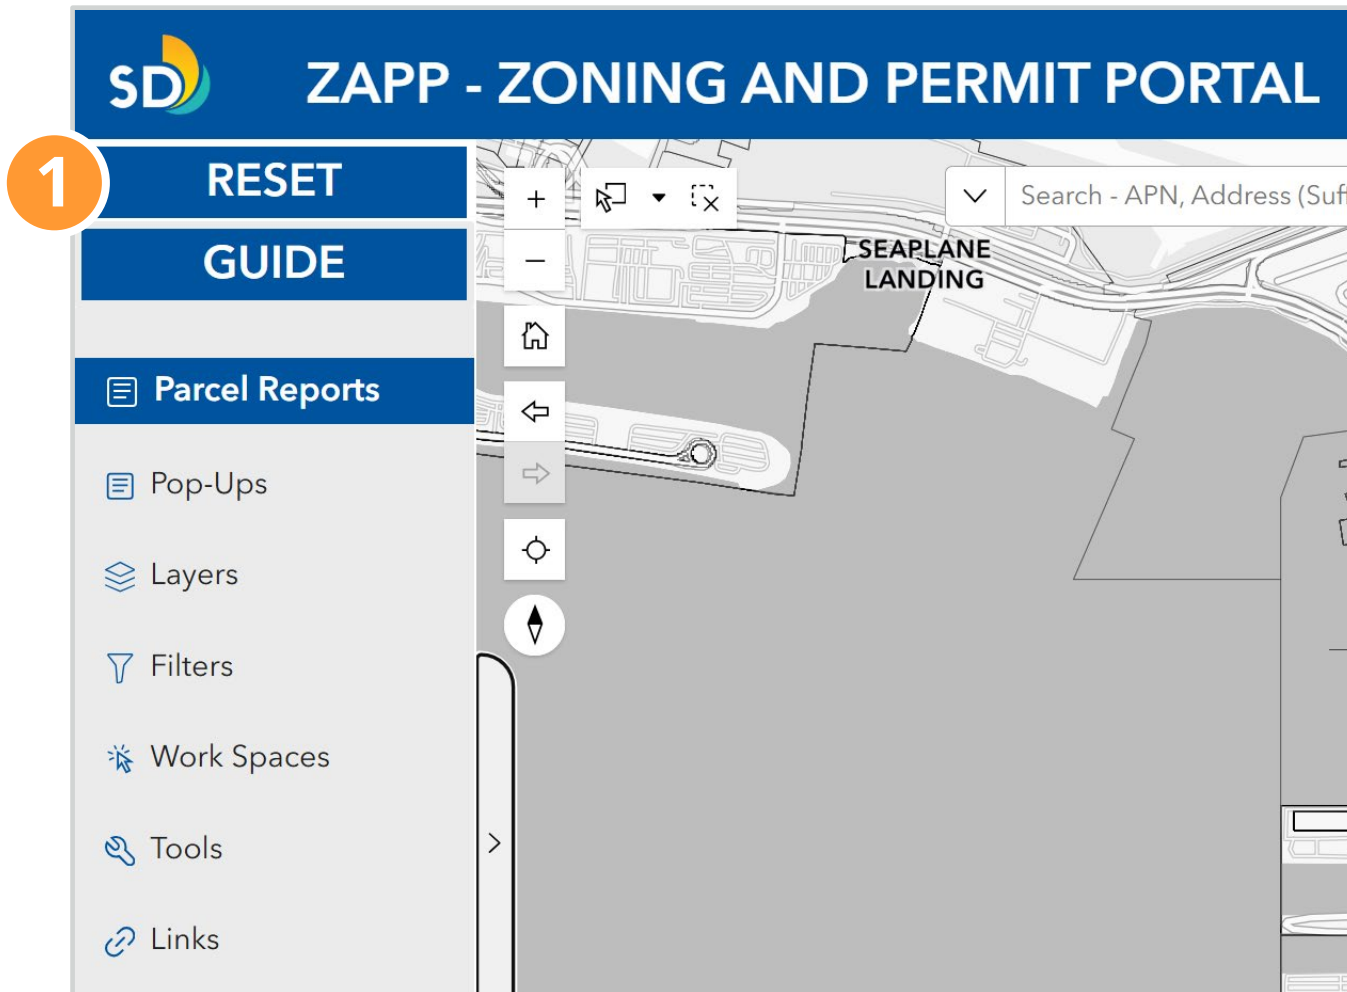 SD
ZAPP - ZONING AND PERMIT PORTAL
1
RESET
GUIDE
Search - APN, Address (Suf
SEAPLANE
LANDING
Parcel Reports
Pop-Ups
Layers
Filters
Work Spaces
Tools
Links